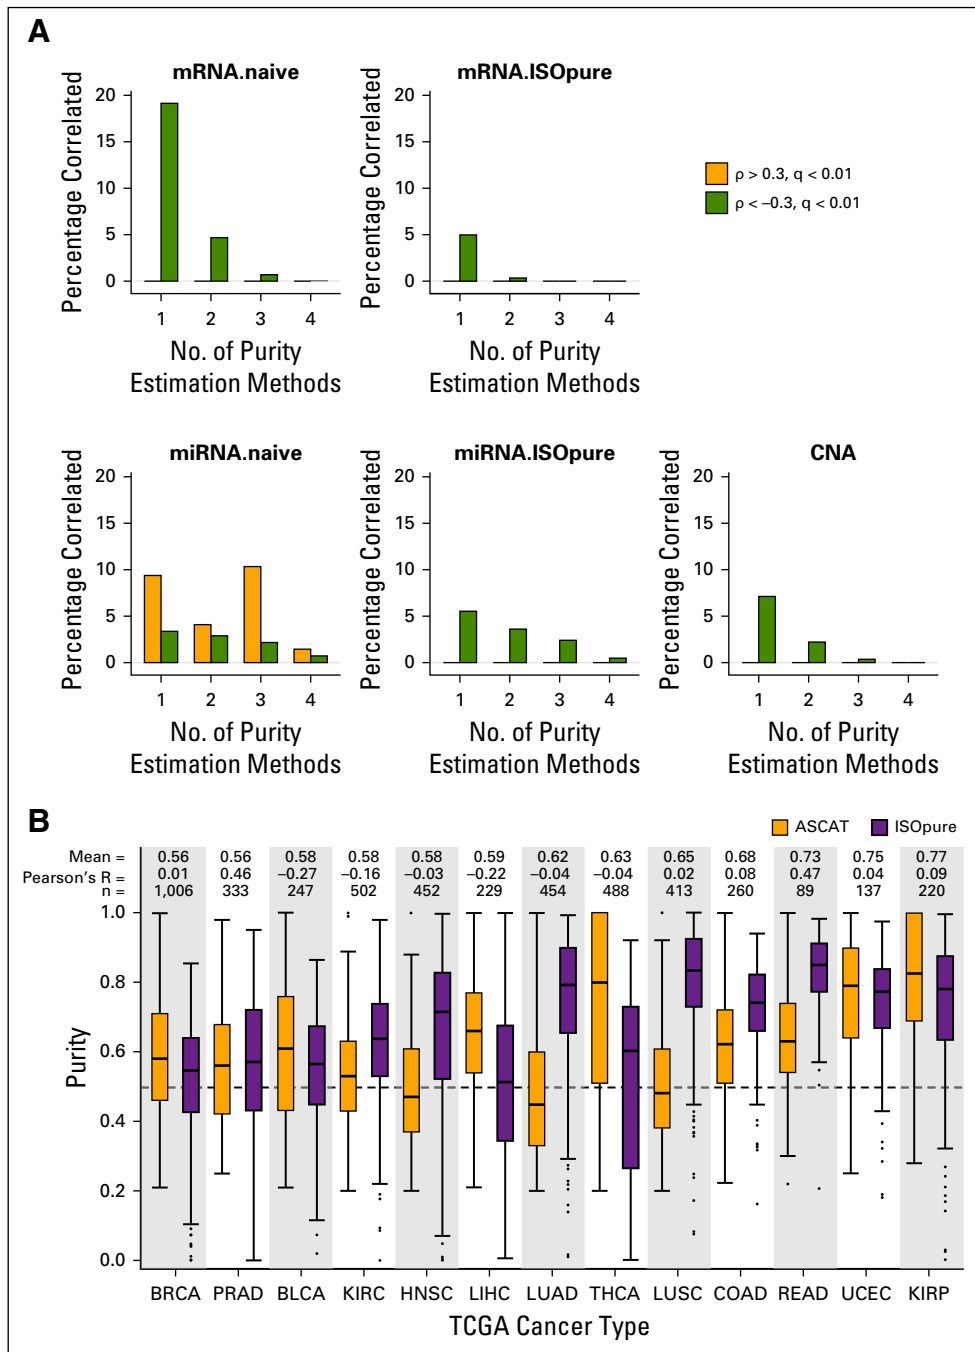 A
mRNA.naive
mRNA.ISOpure
Percentage Correlated
20
15
10
5
0
1 2 3 4
No. of Purity
Estimation Methods
Percentage Correlated
20
15
10
5
0
1 2 3 4
No. of Purity
Estimation Methods
ρ > 0.3, q < 0.01
ρ < –0.3, q < 0.01
miRNA.naive
miRNA.ISOpure
CNA
Percentage Correlated
20
15
10
5
0
1 2 3 4
No. of Purity
Estimation Methods
Percentage Correlated
20
15
10
5
0
1 2 3 4
No. of Purity
Estimation Methods
Percentage Correlated
20
15
10
5
0
1 2 3 4
No. of Purity
Estimation Methods
B
ASCAT ISOpure
Mean = 0.56 0.56 0.58 0.58 0.58 0.59 0.62 0.63 0.65 0.68 0.73 0.75 0.77
Pearson's R = 0.01 0.46 –0.27 –0.16 –0.03 –0.22 –0.04 –0.04 0.02 0.08 0.47 0.04 0.09
n = 1,006 333 247 502 452 229 454 488 413 260 89 137 220
Purity
1.0
0.8
0.6
0.4
0.2
0.0
BRCA PRAD BLCA KIRC HNSC LIHC LUAD THCA LUSC COAD READ UCEC KIRP
TCGA Cancer Type